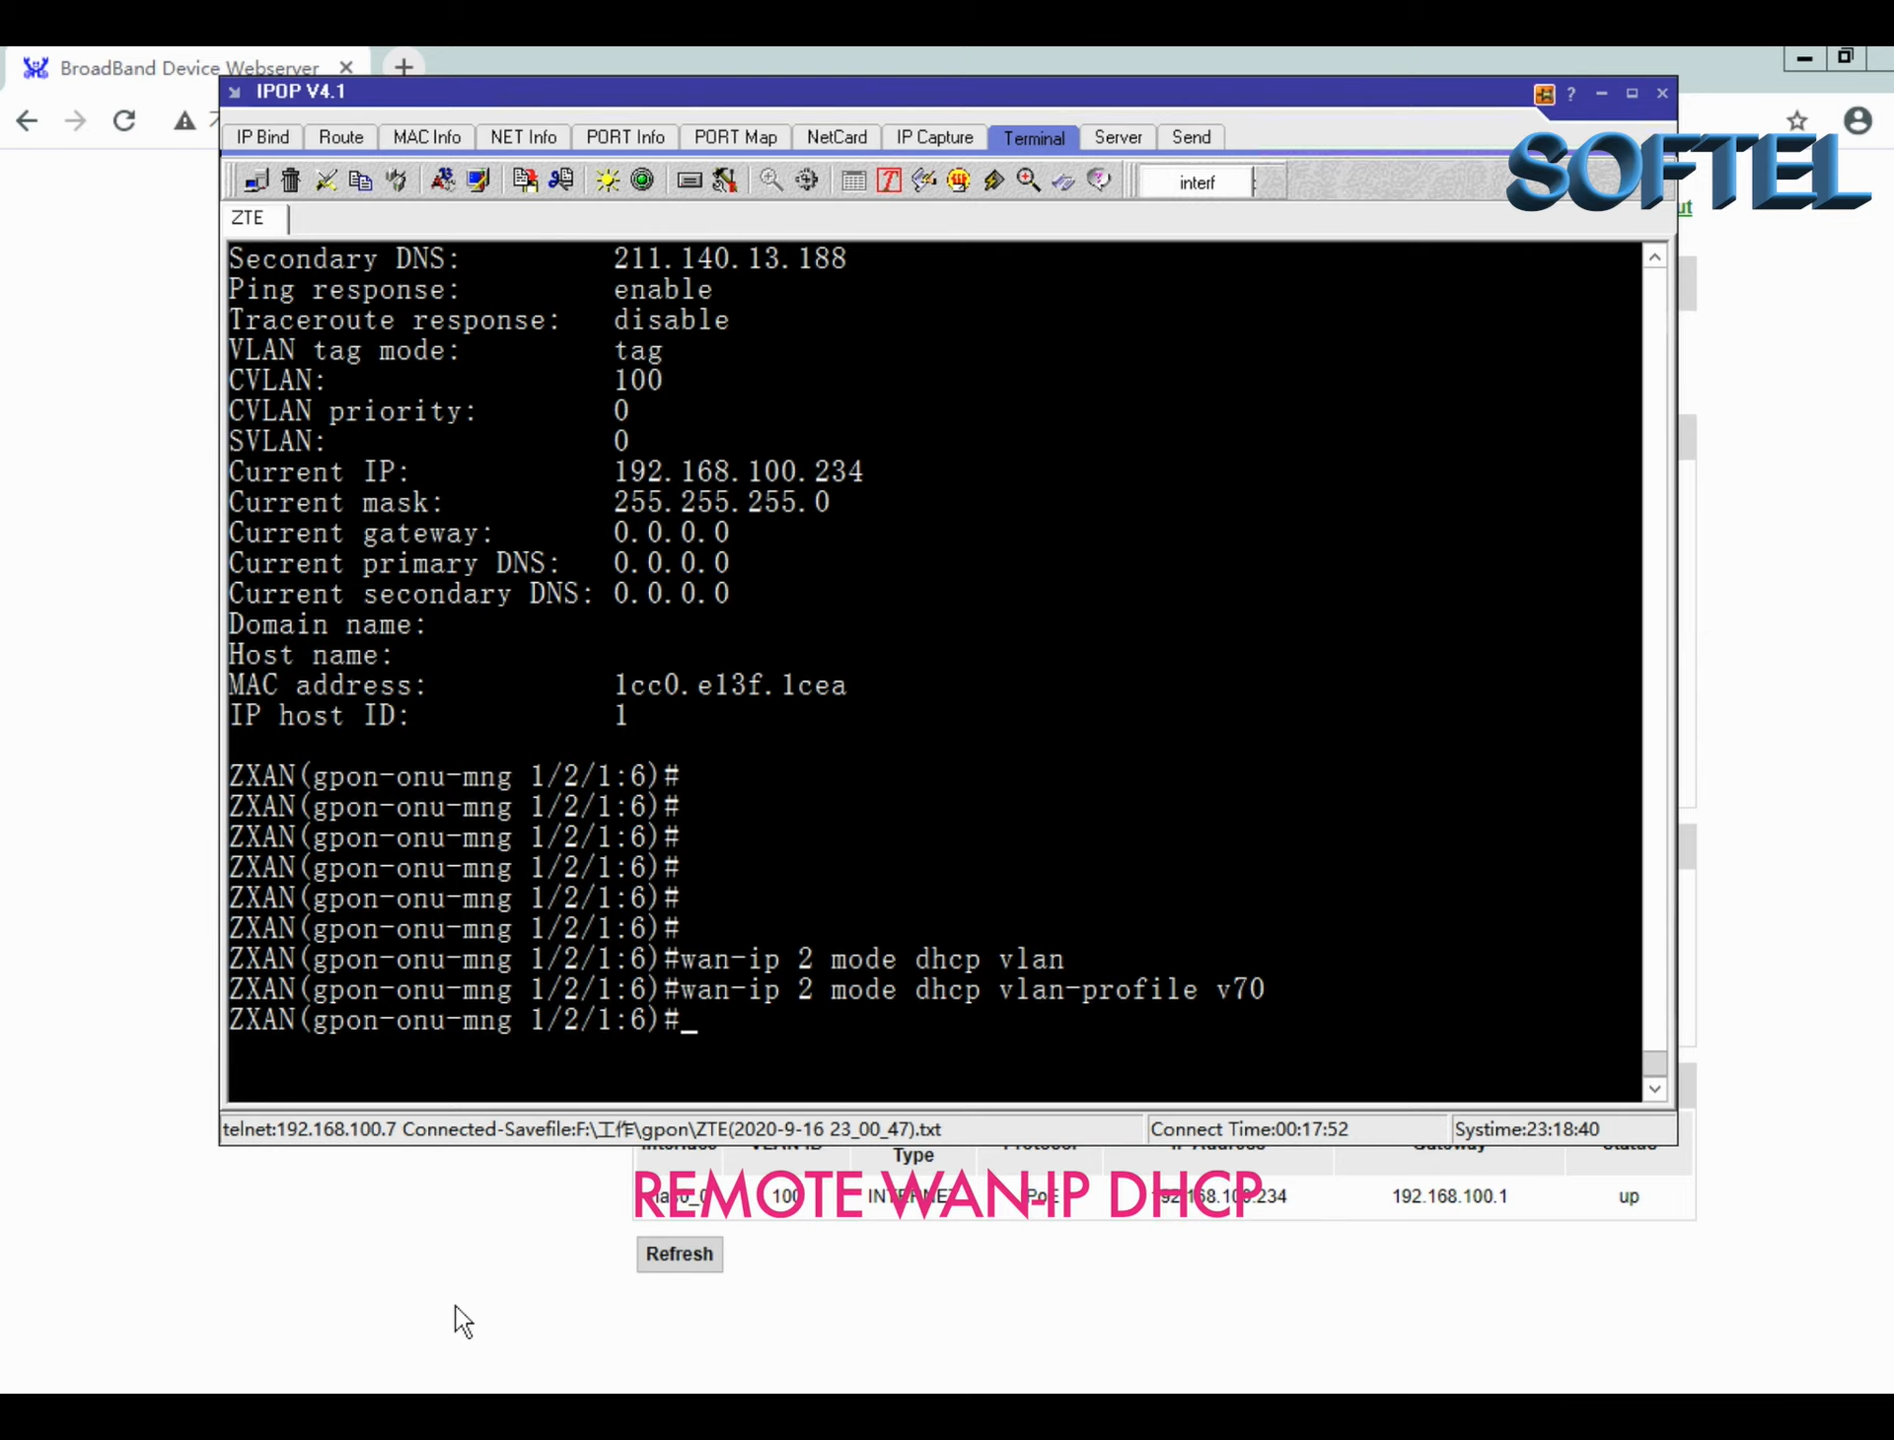 BroadBand Device Webserver
IPOP V4.1
IP Bind Route MAC Info NET Info PORT Info PORT Map NetCard IP Capture Terminal Server Send
interf
SOFTEL
ZTE
Secondary DNS: 211.140.13.188
Ping response: enable
Traceroute response: disable
VLAN tag mode: tag
CVLAN: 100
CVLAN priority: 0
SVLAN: 0
Current IP: 192.168.100.234
Current mask: 255.255.255.0
Current gateway: 0.0.0.0
Current primary DNS: 0.0.0.0
Current secondary DNS: 0.0.0.0
Domain name:
Host name:
MAC address: 1cc0.e13f.1cea
IP host ID: 1
ZXAN(gpon-onu-mng 1/2/1:6)#
ZXAN(gpon-onu-mng 1/2/1:6)#
ZXAN(gpon-onu-mng 1/2/1:6)#
ZXAN(gpon-onu-mng 1/2/1:6)#
ZXAN(gpon-onu-mng 1/2/1:6)#
ZXAN(gpon-onu-mng 1/2/1:6)#
ZXAN(gpon-onu-mng 1/2/1:6)#wan-ip 2 mode dhcp vlan
ZXAN(gpon-onu-mng 1/2/1:6)#wan-ip 2 mode dhcp vlan-profile v70
ZXAN(gpon-onu-mng 1/2/1:6)#_
telnet:192.168.100.7 Connected-Savefile:F:\工作\gpon\ZTE(2020-9-16 23_00_47).txt Connect Time:00:17:52 Systime:23:18:40
Type
REMOTE WAN-IP DHCP
192.168.100.1 up
Refresh